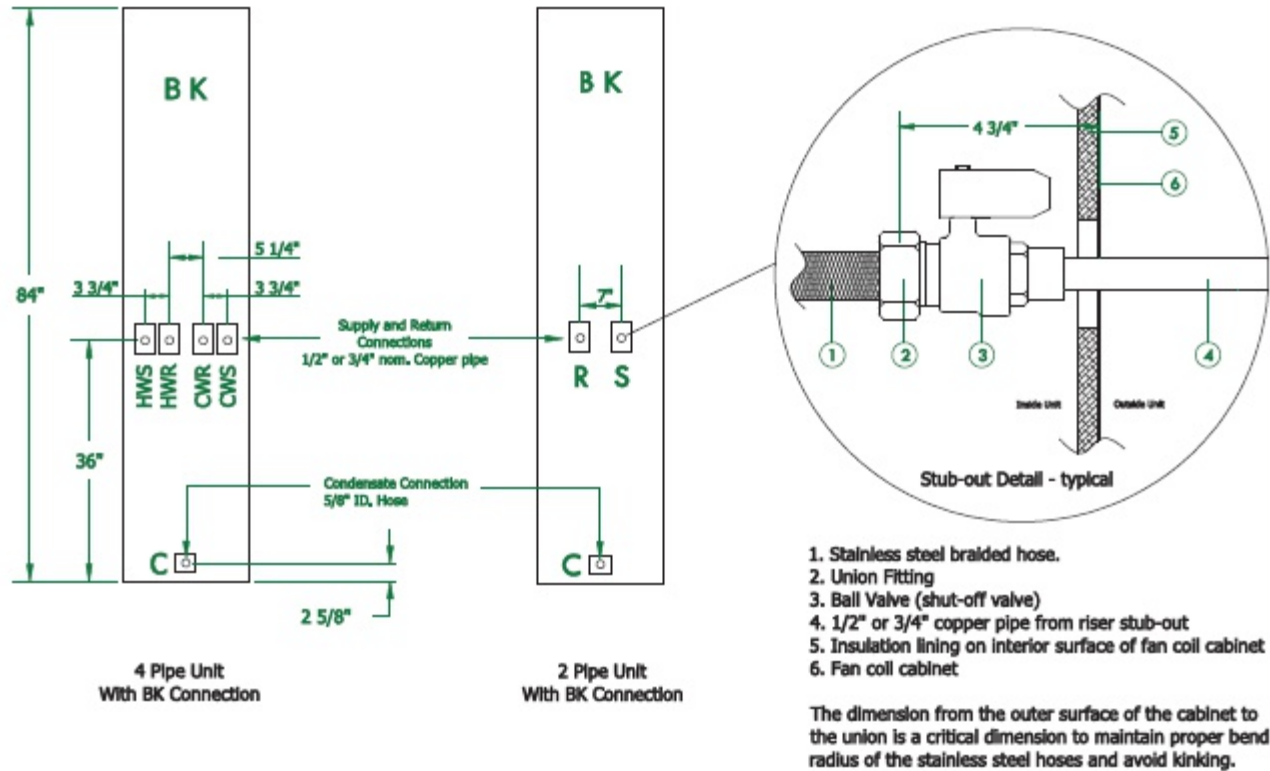 B K
5 1/4"
3 3/4"
3 3/4"
84"
HWS
HWR
CWR
CWS
36"
C
2 5/8"
4 Pipe Unit
With BK Connection
Supply and Return
Connections
1/2" or 3/4" nom. Copper pipe
Condensate Connection
5/8" ID. Hose
B K
7"
R S
C
2 Pipe Unit
With BK Connection
4 3/4"
5
6
1
2
3
4
Inside Unit
Outside Unit
Stub-out Detail - typical
1. Stainless steel braided hose.
2. Union Fitting
3. Ball Valve (shut-off valve)
4. 1/2" or 3/4" copper pipe from riser stub-out
5. Insulation lining on interior surface of fan coil cabinet
6. Fan coil cabinet
The dimension from the outer surface of the cabinet to
the union is a critical dimension to maintain proper bend
radius of the stainless steel hoses and avoid kinking.